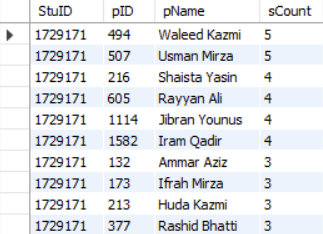 StuID pID pName sCount
1729171 494 Waleed Kazmi 5
1729171 507 Usman Mirza 5
1729171 216 Shaista Yasin 4
1729171 605 Rayyan Ali 4
1729171 1114 Jibran Younus 4
1729171 1582 Iram Qadir 4
1729171 132 Ammar Aziz 3
1729171 173 Ifrah Mirza 3
1729171 213 Huda Kazmi 3
1729171 377 Rashid Bhatti 3